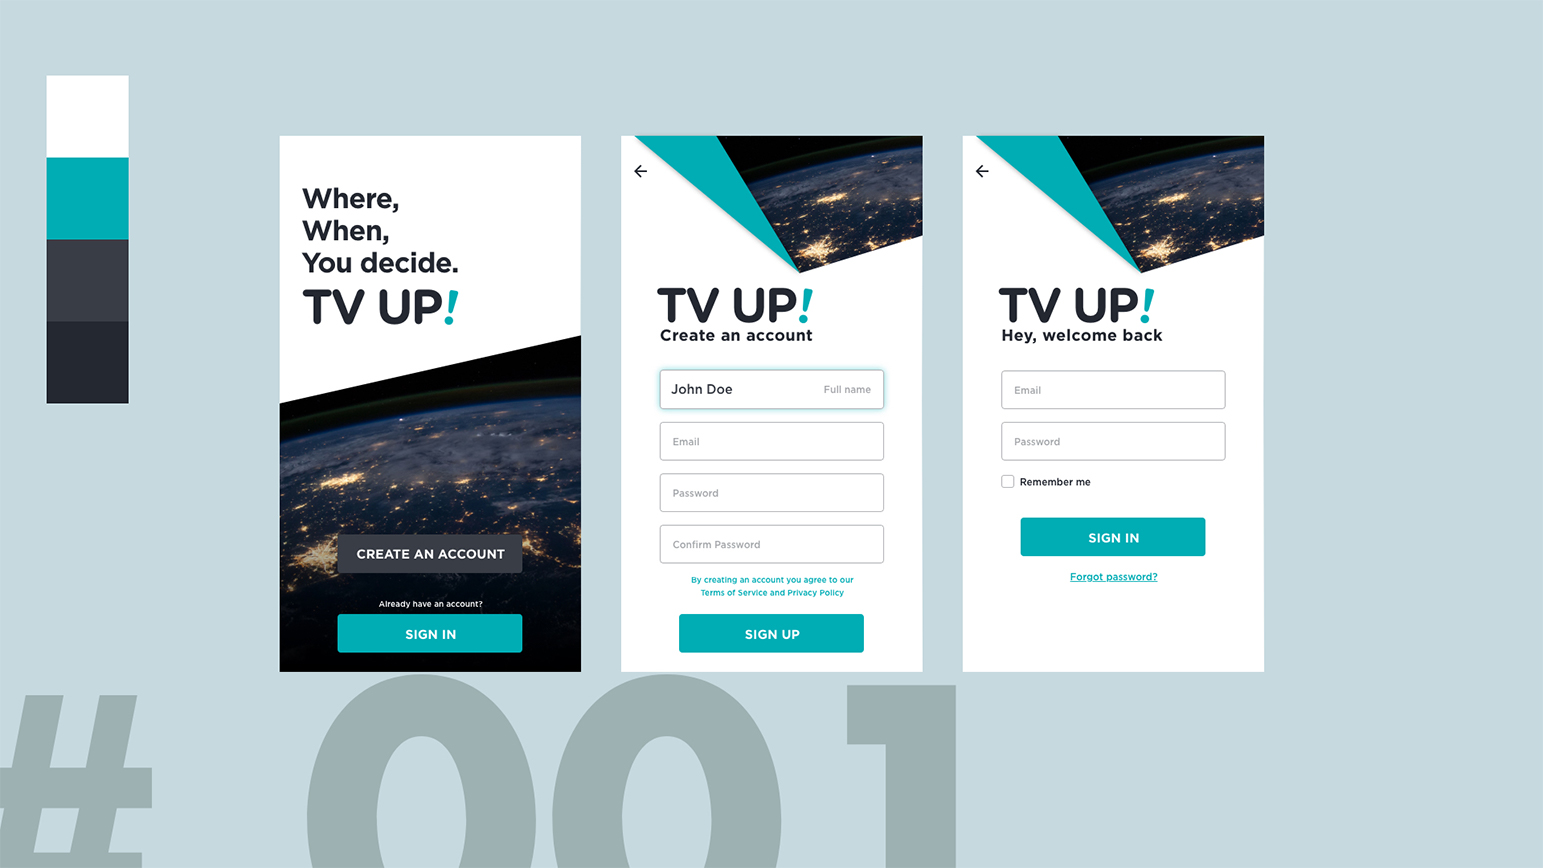 Where,
When,
You decide.
TV UP!
CREATE AN ACCOUNT
Already have an account?
SIGN IN
TV UP!
Create an account
John Doe Full name
Email
Password
Confirm Password
By creating an account you agree to our
Terms of Service and Privacy Policy
SIGN UP
TV UP!
Hey, welcome back
Email
Password
Remember me
SIGN IN
Forgot password?
# 001